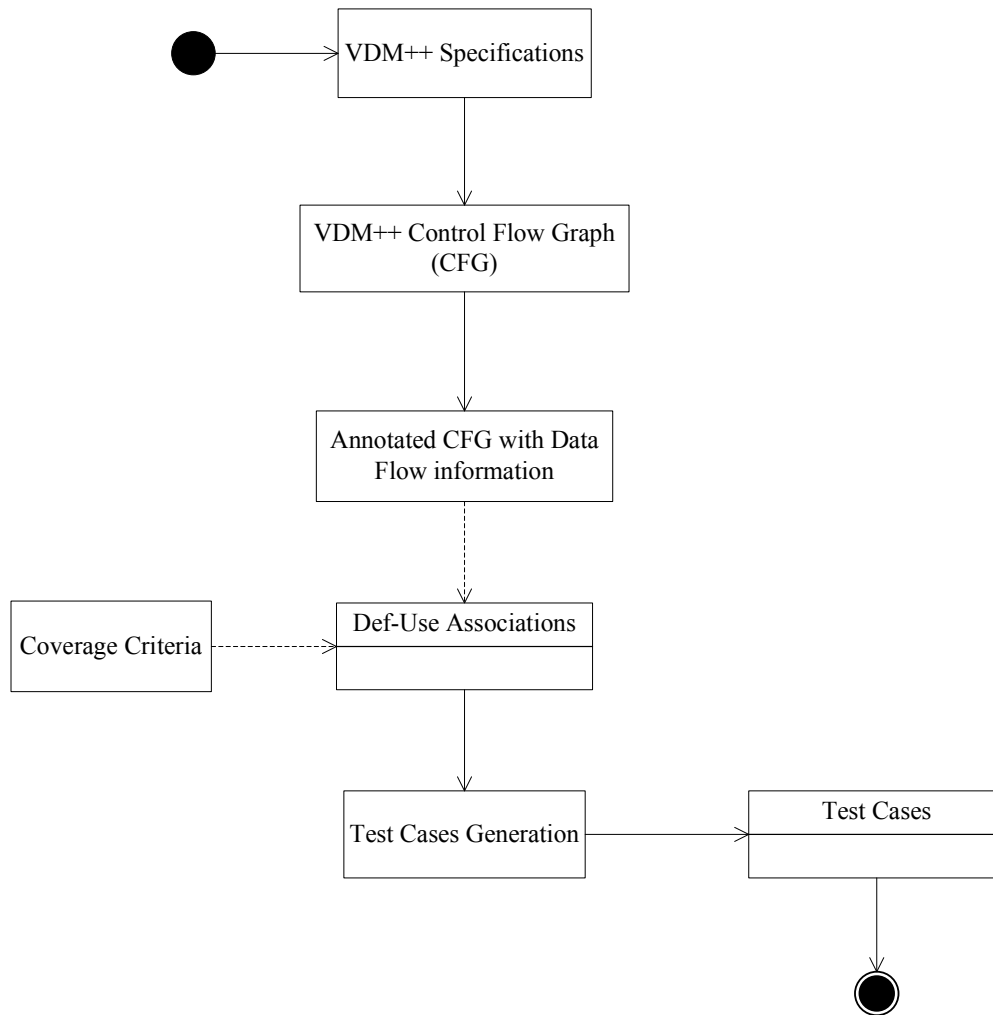 VDM++ Specifications
VDM++ Control Flow Graph
(CFG)
Annotated CFG with Data
Flow information
Coverage Criteria
Def-Use Associations
Test Cases Generation
Test Cases